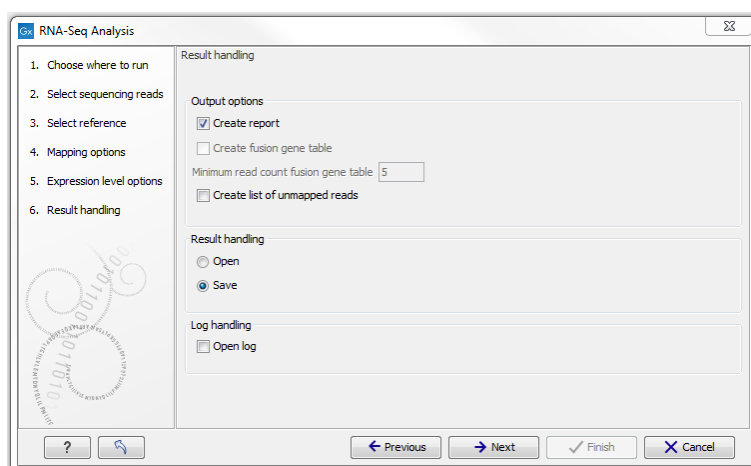 Gx RNA-Seq Analysis
1. Choose where to run
2. Select sequencing reads
3. Select reference
4. Mapping options
5. Expression level options
6. Result handling
Result handling
Output options
Create report
Create fusion gene table
Minimum read count fusion gene table 5
Create list of unmapped reads
Result handling
Open
Save
Log handling
Open log
?
Previous
Next
Finish
Cancel